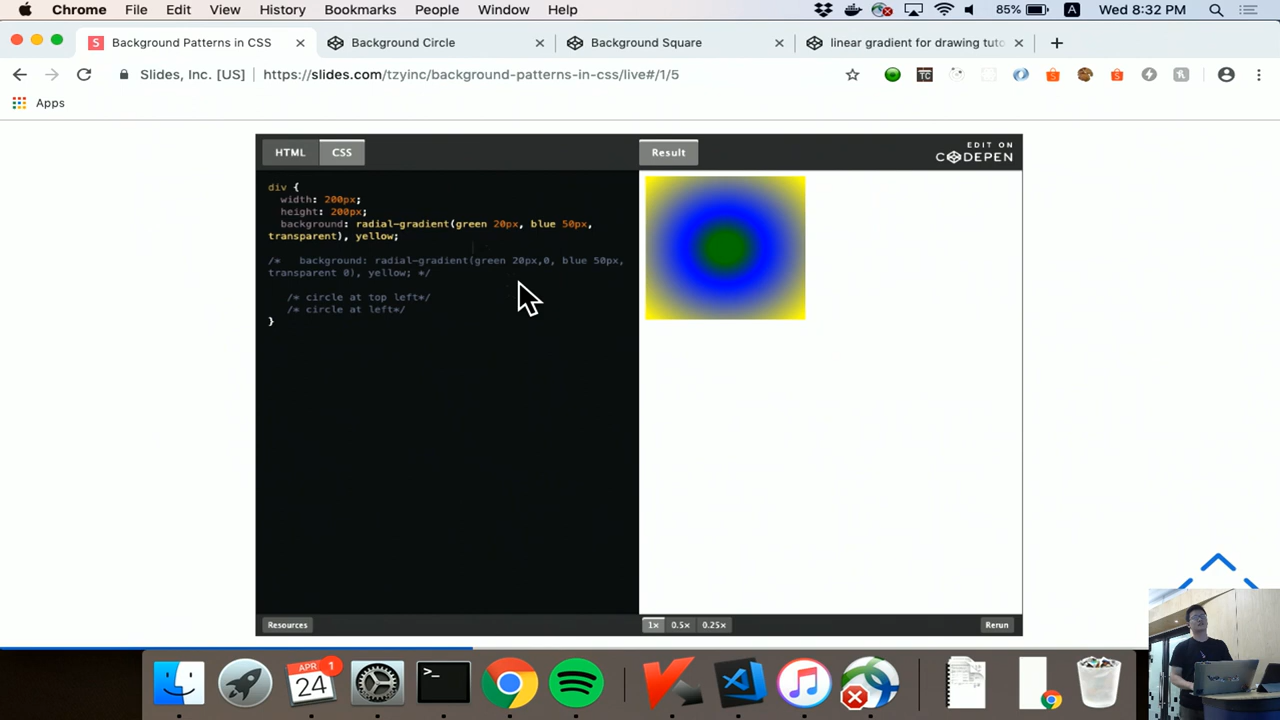 Chrome File Edit View History Bookmarks People Window Help 85% A Wed 8:32 PM
Background Patterns in CSS Background Circle Background Square linear gradient for drawing tuto
Slides, Inc. [US] https://slides.com/tzyinc/background-patterns-in-css/live#/1/5 TC
Apps
HTML CSS Result EDIT ON
CODEPEN
div {
width: 200px;
height: 200px;
background: radial-gradient(green 20px, blue 50px,
transparent), yellow;
/* background: radial-gradient(green 20px,0, blue 50px,
transparent 0), yellow; */
/* circle at top left*/
/* circle at left*/
}
Resources 1× 0.5× 0.25× Rerun
APR 1
24
>_